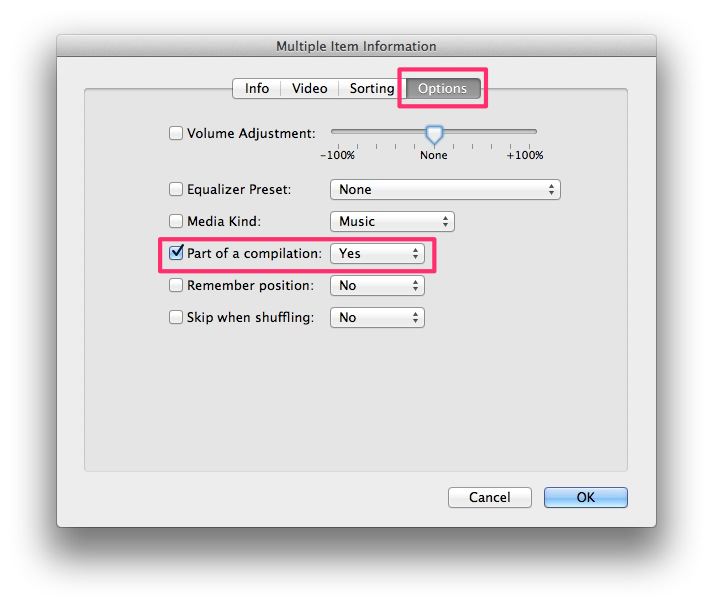 Multiple Item Information
Info Video Sorting Options
Volume Adjustment:
-100% None +100%
Equalizer Preset: None
Media Kind: Music
Part of a compilation: Yes
Remember position: No
Skip when shuffling: No
Cancel OK